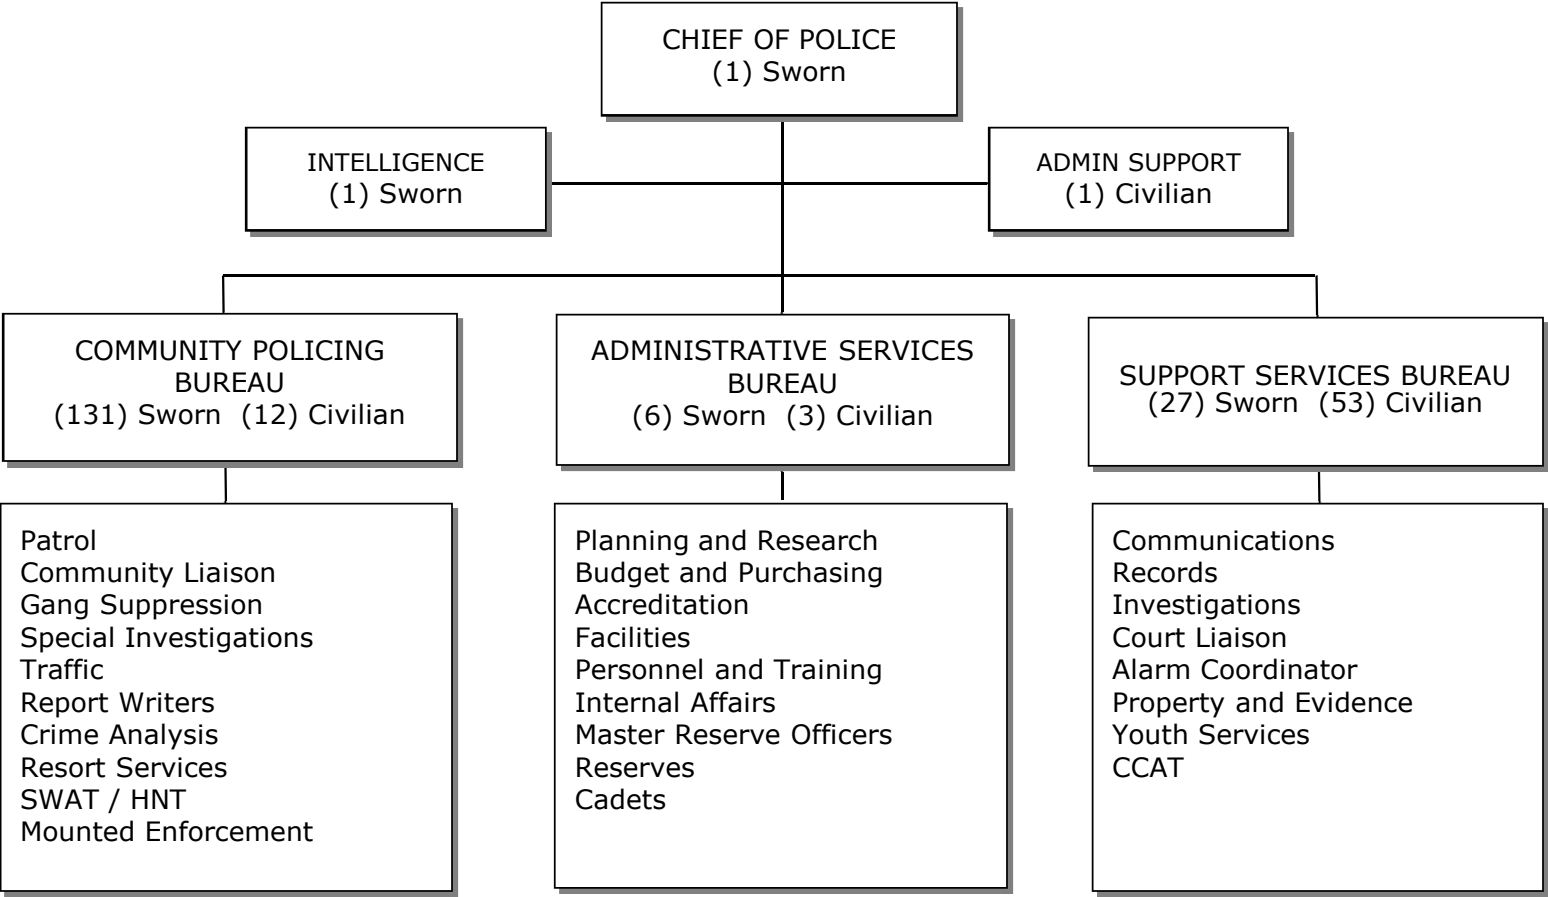 CHIEF OF POLICE
(1) Sworn
INTELLIGENCE
(1) Sworn
ADMIN SUPPORT
(1) Civilian
COMMUNITY POLICING
BUREAU
(131) Sworn  (12) Civilian
ADMINISTRATIVE SERVICES
BUREAU
(6) Sworn  (3) Civilian
SUPPORT SERVICES BUREAU
(27) Sworn  (53) Civilian
Patrol
Community Liaison
Gang Suppression
Special Investigations
Traffic
Report Writers
Crime Analysis
Resort Services
SWAT / HNT
Mounted Enforcement
Planning and Research
Budget and Purchasing
Accreditation
Facilities
Personnel and Training
Internal Affairs
Master Reserve Officers
Reserves
Cadets
Communications
Records
Investigations
Court Liaison
Alarm Coordinator
Property and Evidence
Youth Services
CCAT